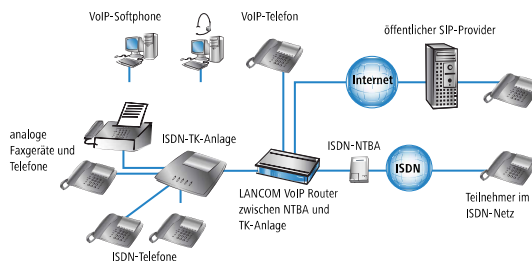 VoIP-Softphone
VoIP-Telefon
öffentlicher SIP-Provider
Internet
analoge
Faxgeräte und
Telefone
ISDN-TK-Anlage
ISDN-NTBA
ISDN
LANCOM VoIP Router
zwischen NTBA und
TK-Anlage
Teilnehmer im
ISDN-Netz
ISDN-Telefone